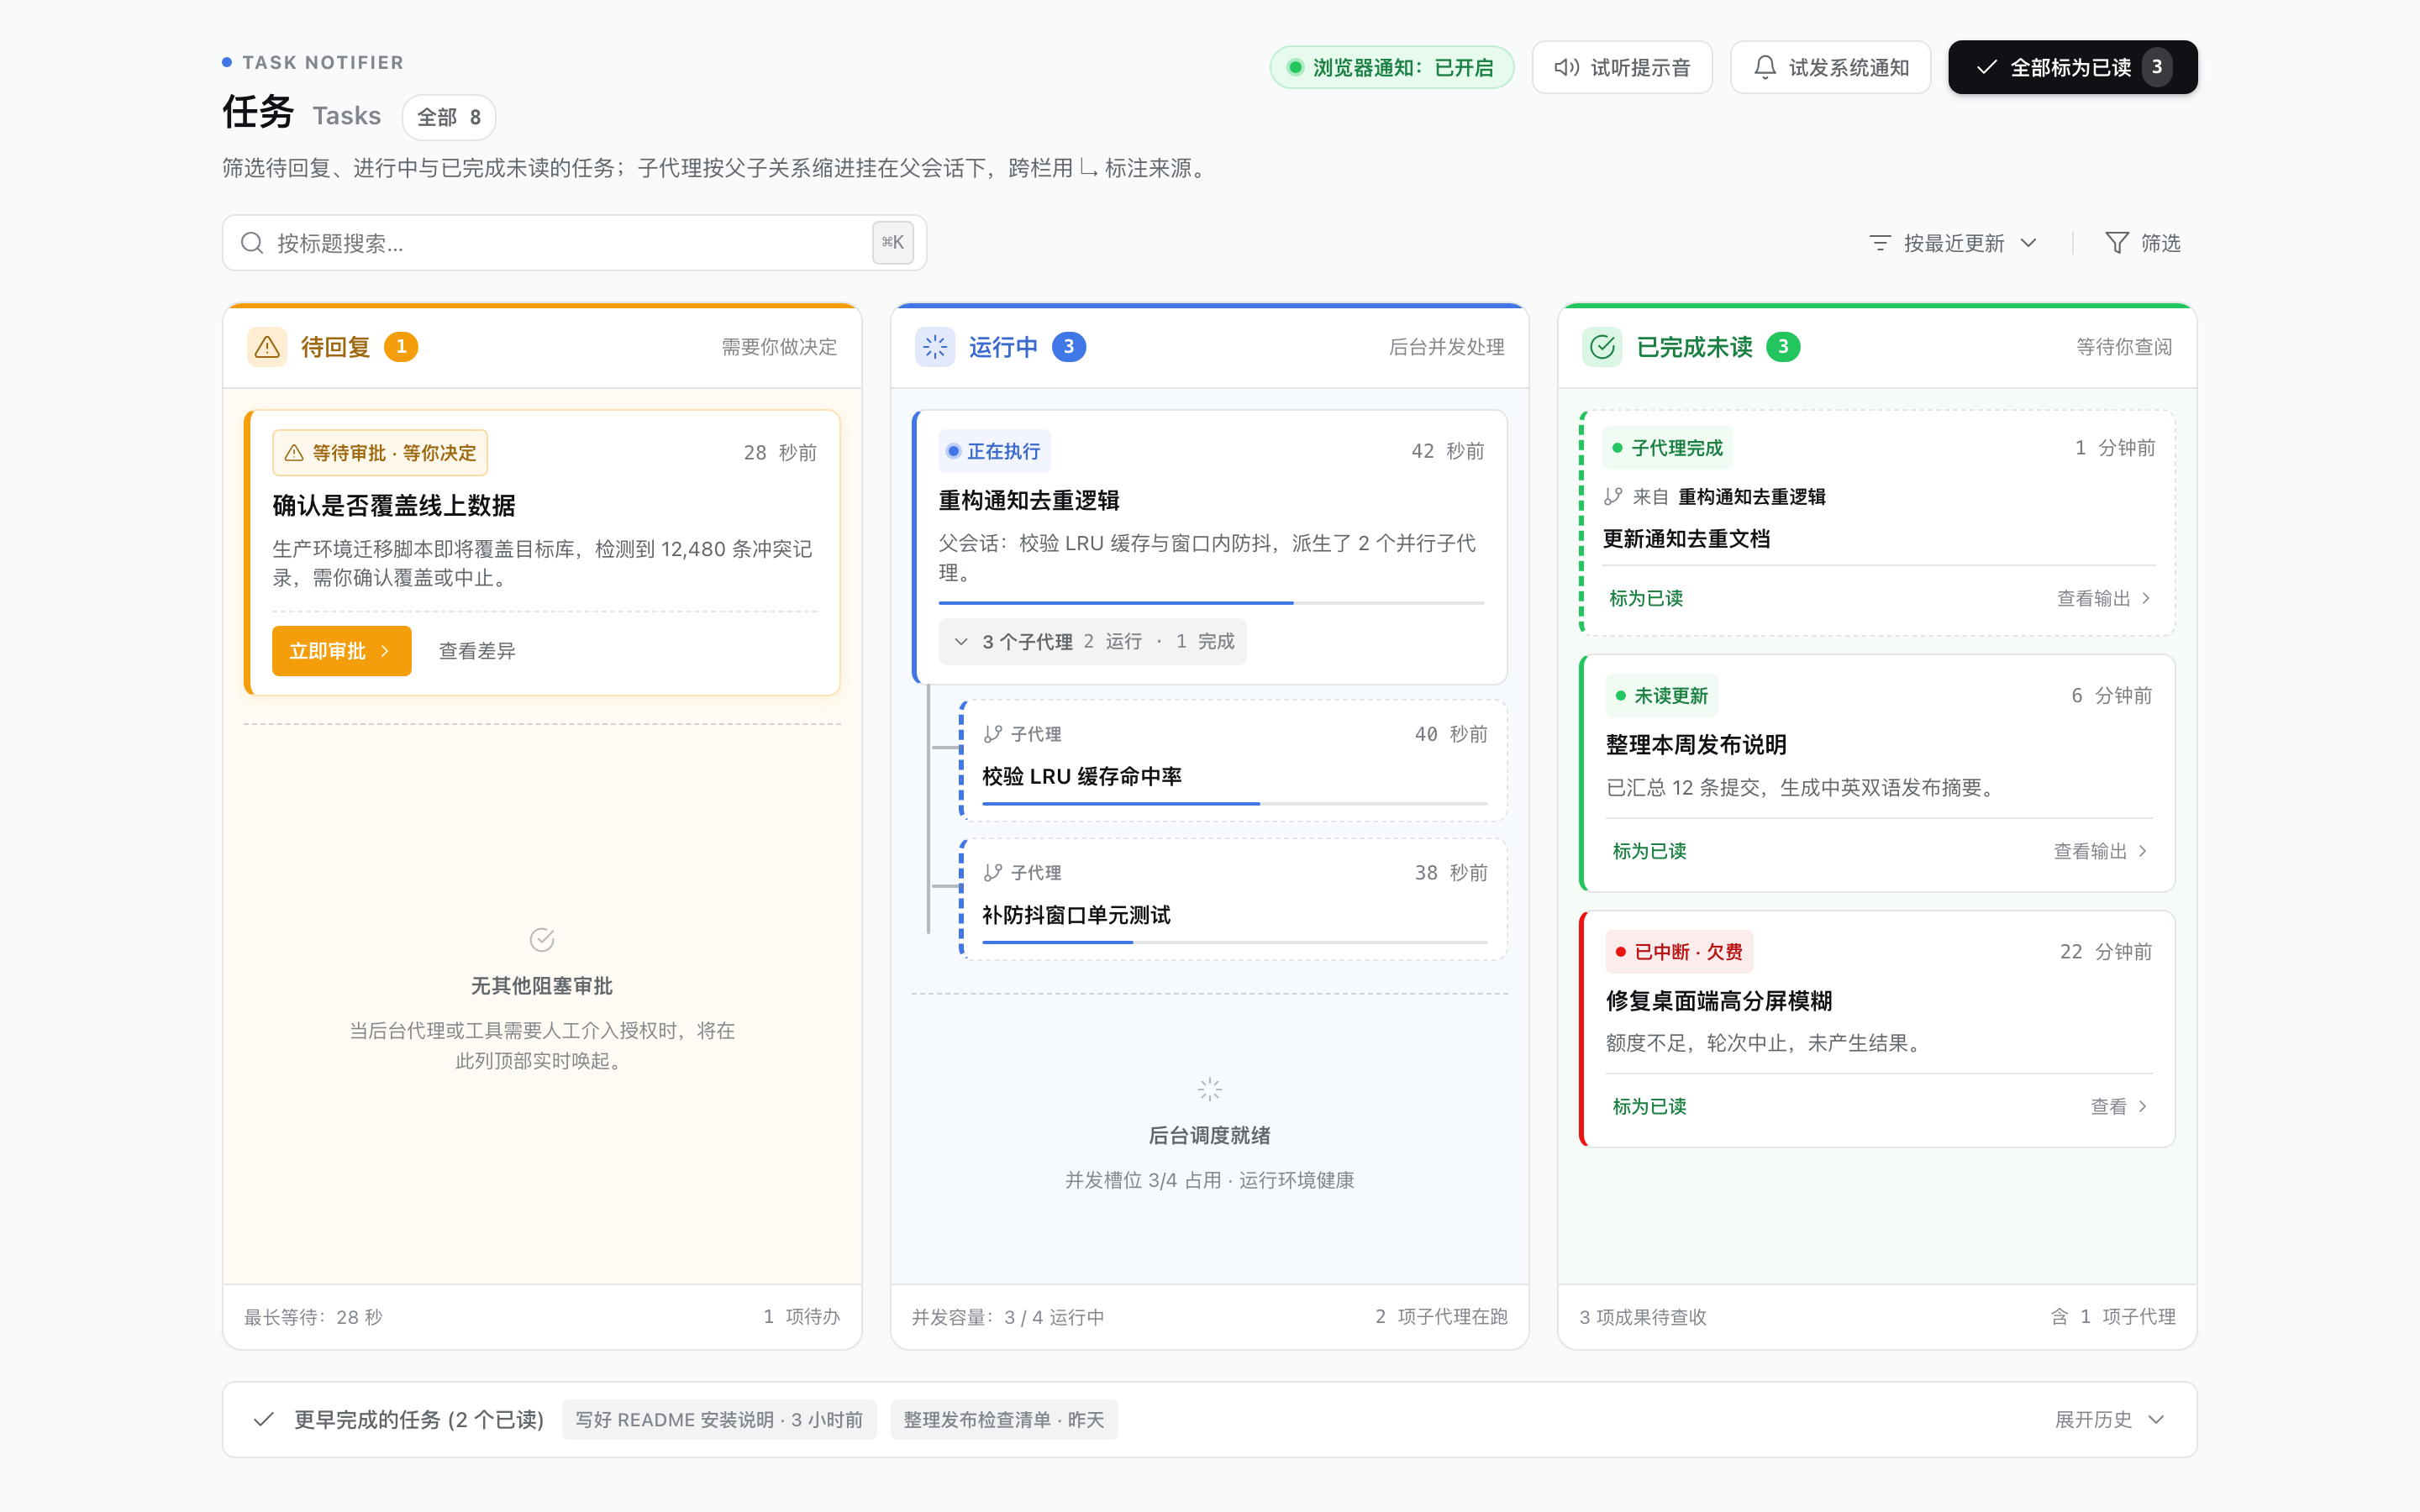 TASK NOTIFIER
任务 Tasks 全部 8
筛选待回复、进行中与已完成未读的任务；子代理按父子关系缩进挂在父会话下，跨栏用 ↳ 标注来源。
浏览器通知：已开启
试听提示音
试发系统通知
全部标为已读 3
按标题搜索... ⌘K
按最近更新
筛选
待回复 1 需要你做决定
等待审批 · 等你决定 28 秒前
确认是否覆盖线上数据
生产环境迁移脚本即将覆盖目标库，检测到 12,480 条冲突记
录，需你确认覆盖或中止。
立即审批 查看差异
无其他阻塞审批
当后台代理或工具需要人工介入授权时，将在
此列顶部实时唤起。
最长等待：28 秒 1 项待办
运行中 3 后台并发处理
正在执行 42 秒前
重构通知去重逻辑
父会话：校验 LRU 缓存与窗口内防抖，派生了 2 个并行子代
理。
3 个子代理 2 运行 · 1 完成
子代理 40 秒前
校验 LRU 缓存命中率
子代理 38 秒前
补防抖窗口单元测试
后台调度就绪
并发槽位 3/4 占用 · 运行环境健康
并发容量：3 / 4 运行中 2 项子代理在跑
已完成未读 3 等待你查阅
子代理完成 1 分钟前
来自 重构通知去重逻辑
更新通知去重文档
标为已读 查看输出
未读更新 6 分钟前
整理本周发布说明
已汇总 12 条提交，生成中英双语发布摘要。
标为已读 查看输出
已中断 · 欠费 22 分钟前
修复桌面端高分屏模糊
额度不足，轮次中止，未产生结果。
标为已读 查看
3 项成果待查收 含 1 项子代理
更早完成的任务 (2 个已读) 写好 README 安装说明 · 3 小时前 整理发布检查清单 · 昨天 展开历史